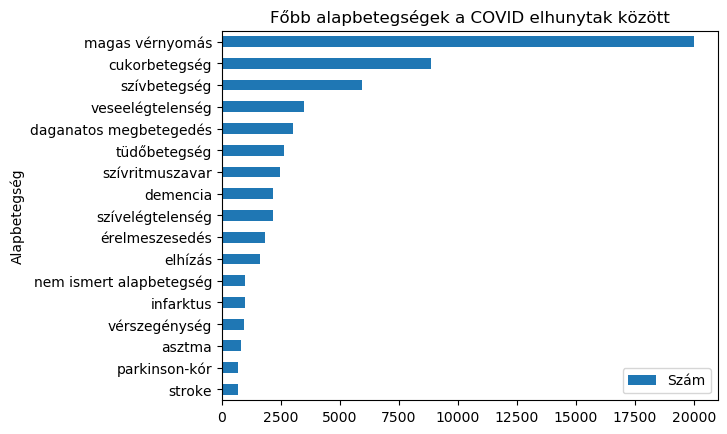 Főbb alapbetegségek a COVID elhunytak között
magas vérnyomás
cukorbetegség
szívbetegség
veseelégtelenség
daganatos megbetegedés
tüdőbetegség
szívritmuszavar
demencia
szívelégtelenség
érelmeszesedés
elhízás
nem ismert alapbetegség
infarktus
vérszegénység
asztma
parkinson-kór
stroke
Alapbetegség
Szám
0 2500 5000 7500 10000 12500 15000 17500 20000